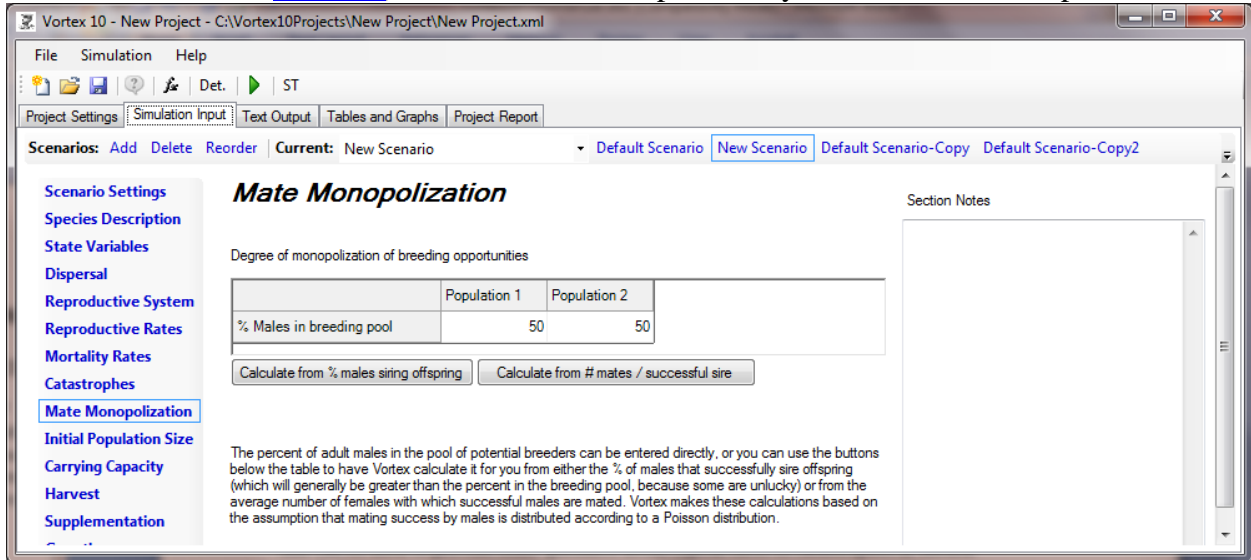 Vortex 10 - New Project - C:\Vortex10Projects\New Project\New Project.xml
File Simulation Help
Det. ST
Project Settings Simulation Input Text Output Tables and Graphs Project Report
Scenarios: Add Delete Reorder Current: New Scenario Default Scenario New Scenario Default Scenario-Copy Default Scenario-Copy2
Scenario Settings
Species Description
State Variables
Dispersal
Reproductive System
Reproductive Rates
Mortality Rates
Catastrophes
Mate Monopolization
Initial Population Size
Carrying Capacity
Harvest
Supplementation
Mate Monopolization
Degree of monopolization of breeding opportunities
Population 1 Population 2
% Males in breeding pool 50 50
Calculate from % males siring offspring Calculate from # mates / successful sire
The percent of adult males in the pool of potential breeders can be entered directly, or you can use the buttons
below the table to have Vortex calculate it for you from either the % of males that successfully sire offspring
(which will generally be greater than the percent in the breeding pool, because some are unlucky) or from the
average number of females with which successful males are mated. Vortex makes these calculations based on
the assumption that mating success by males is distributed according to a Poisson distribution.
Section Notes